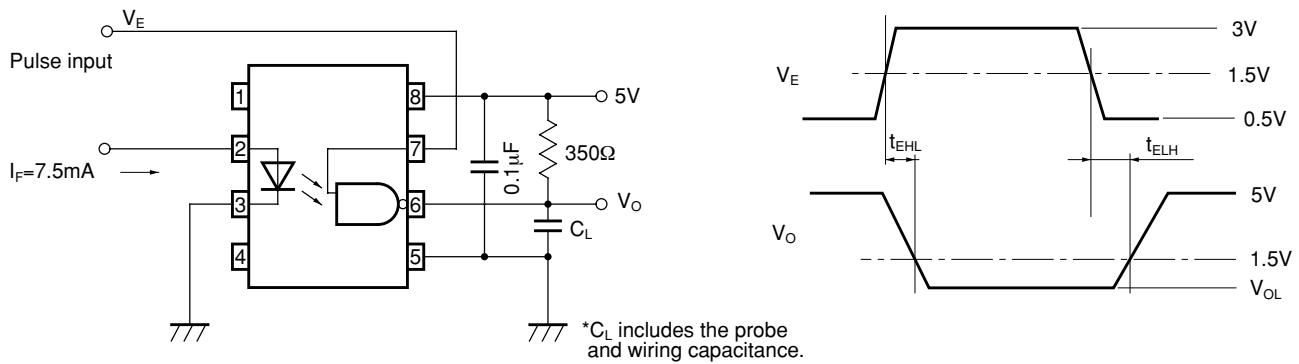 V_E
Pulse input
1
2
3
4
8
7
6
5
5V
0.1μF
350Ω
I_F=7.5mA
V_O
C_L
*C_L includes the probe
and wiring capacitance.
V_E
3V
1.5V
0.5V
t_EHL
t_ELH
V_O
5V
1.5V
V_OL